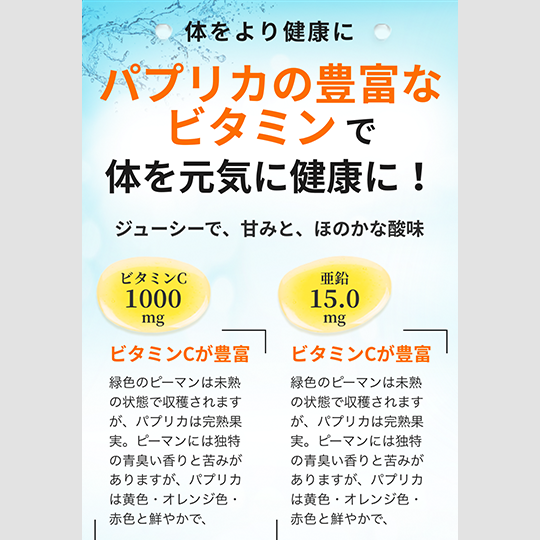 体をより健康に
パプリカの豊富な
ビタミンで
体を元気に健康に！
ジューシーで、甘みと、ほのかな酸味
ビタミンC
1000
mg
亜鉛
15.0
mg
ビタミンCが豊富
緑色のピーマンは未熟
の状態で収穫されます
が、パプリカは完熟果
実。ピーマンには独特
の青臭い香りと苦みが
ありますが、パプリカ
は黄色・オレンジ色・
赤色と鮮やかで、
ビタミンCが豊富
緑色のピーマンは未熟
の状態で収穫されます
が、パプリカは完熟果
実。ピーマンには独特
の青臭い香りと苦みが
ありますが、パプリカ
は黄色・オレンジ色・
赤色と鮮やかで、